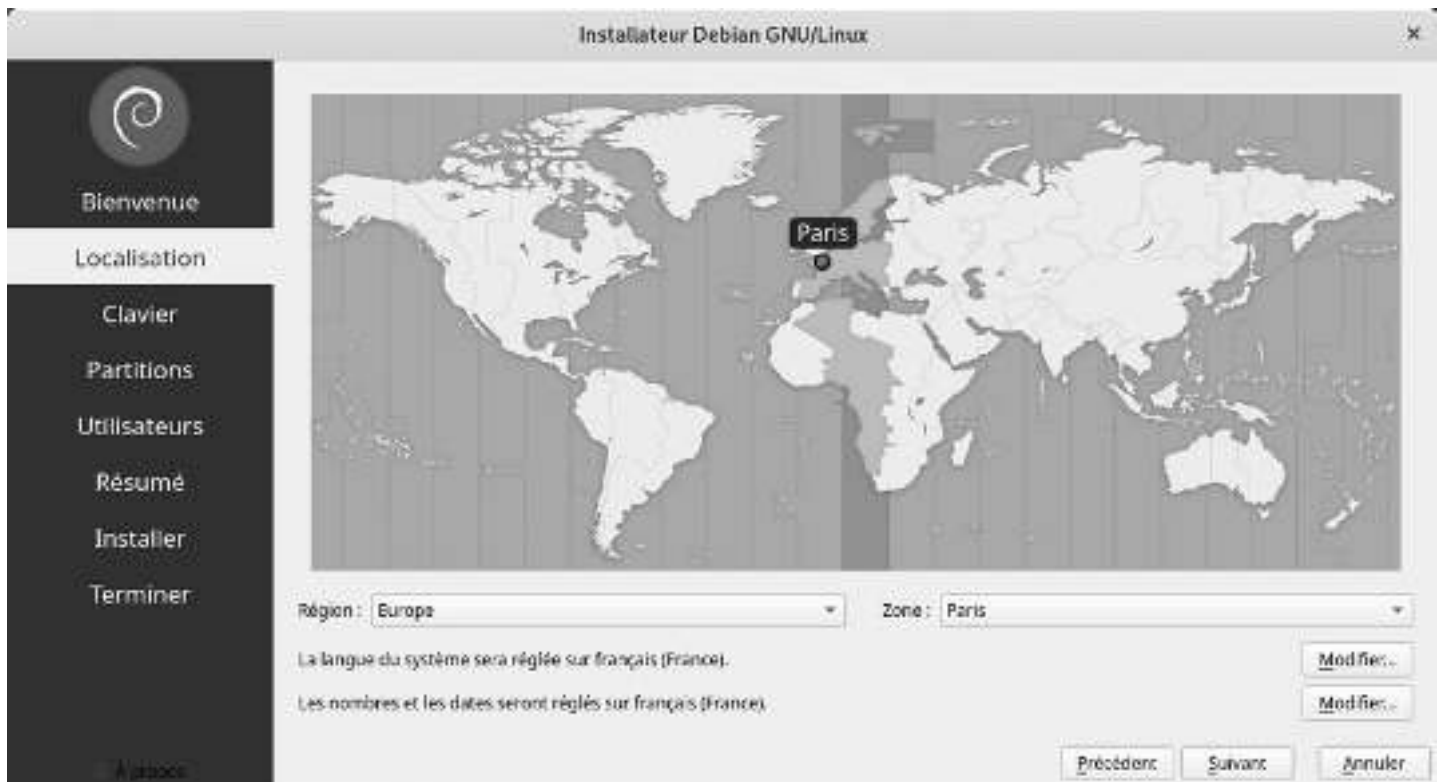 Installateur Debian GNU/Linux
Bienvenue
Localisation
Clavier
Partitions
Utilisateurs
Résumé
Installer
Terminer
À propos
Paris
Région : Europe
Zone : Paris
La langue du système sera réglée sur français (France).
Modifier...
Les nombres et les dates seront réglés sur français (France).
Modifier...
Précédent
Suivant
Annuler